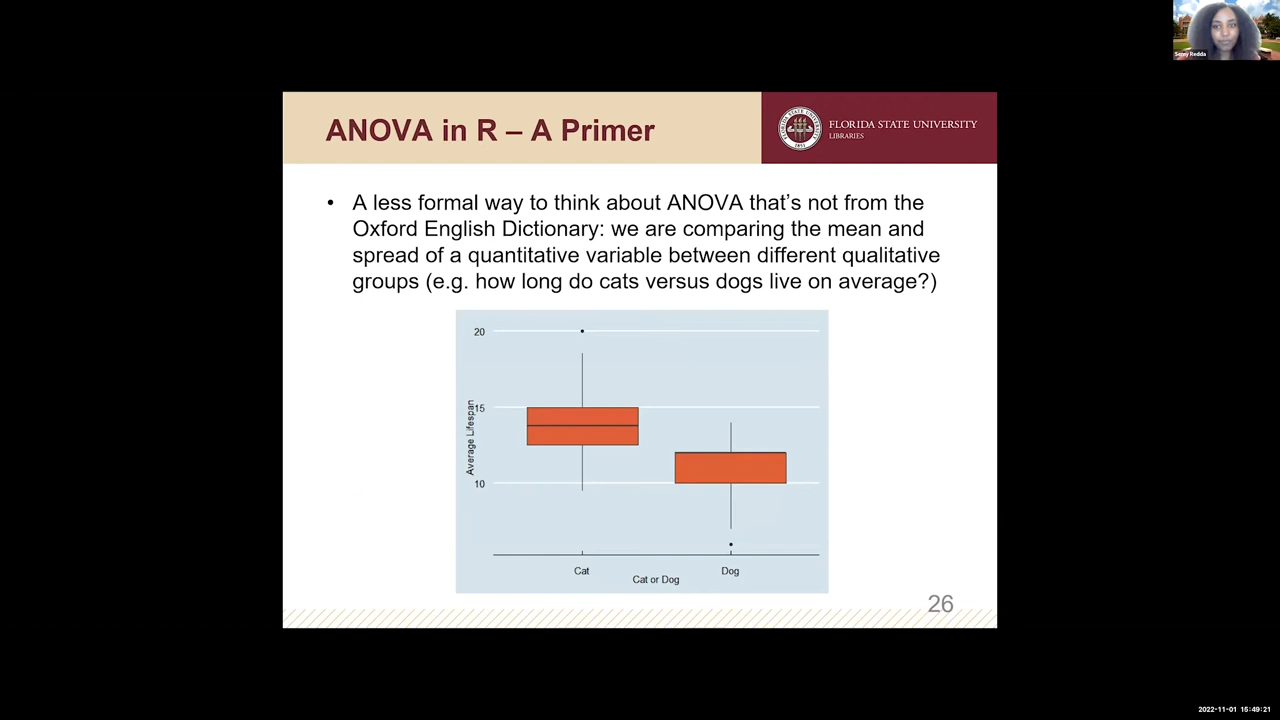 Semy Redda
ANOVA in R – A Primer
FLORIDA STATE UNIVERSITY
LIBRARIES
• A less formal way to think about ANOVA that’s not from the
Oxford English Dictionary: we are comparing the mean and
spread of a quantitative variable between different qualitative
groups (e.g. how long do cats versus dogs live on average?)
20
15
10
Average Lifespan
Cat
Dog
Cat or Dog
26
2022-11-01 15:49:21